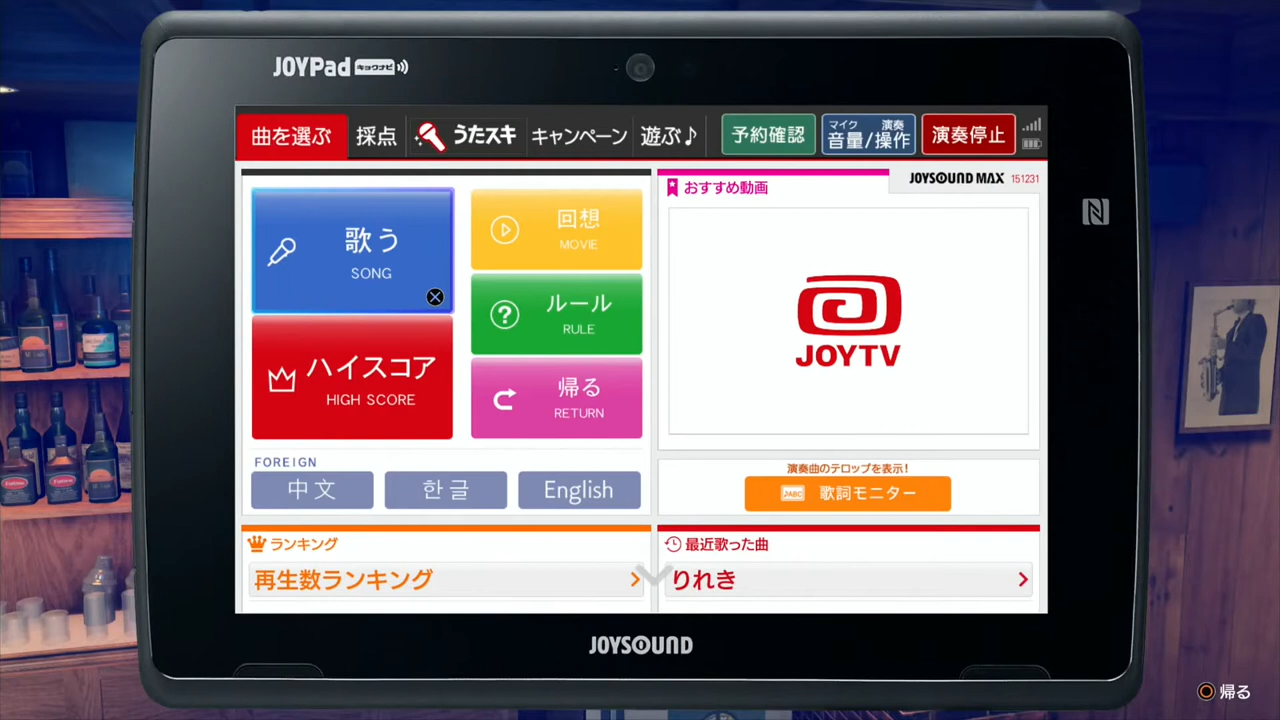 JOYPad キョクナビ
曲を選ぶ 採点 うたスキ キャンペーン 遊ぶ♪ 予約確認 マイク 演奏 音量/操作 演奏停止
歌う
SONG
ハイスコア
HIGH SCORE
回想
MOVIE
ルール
RULE
帰る
RETURN
FOREIGN
中文 한글 English
おすすめ動画
JOYSOUND MAX 151231
JOYTV
演奏曲のテロップを表示!
JABC 歌詞モニター
ランキング
再生数ランキング
最近歌った曲
りれき
JOYSOUND
帰る